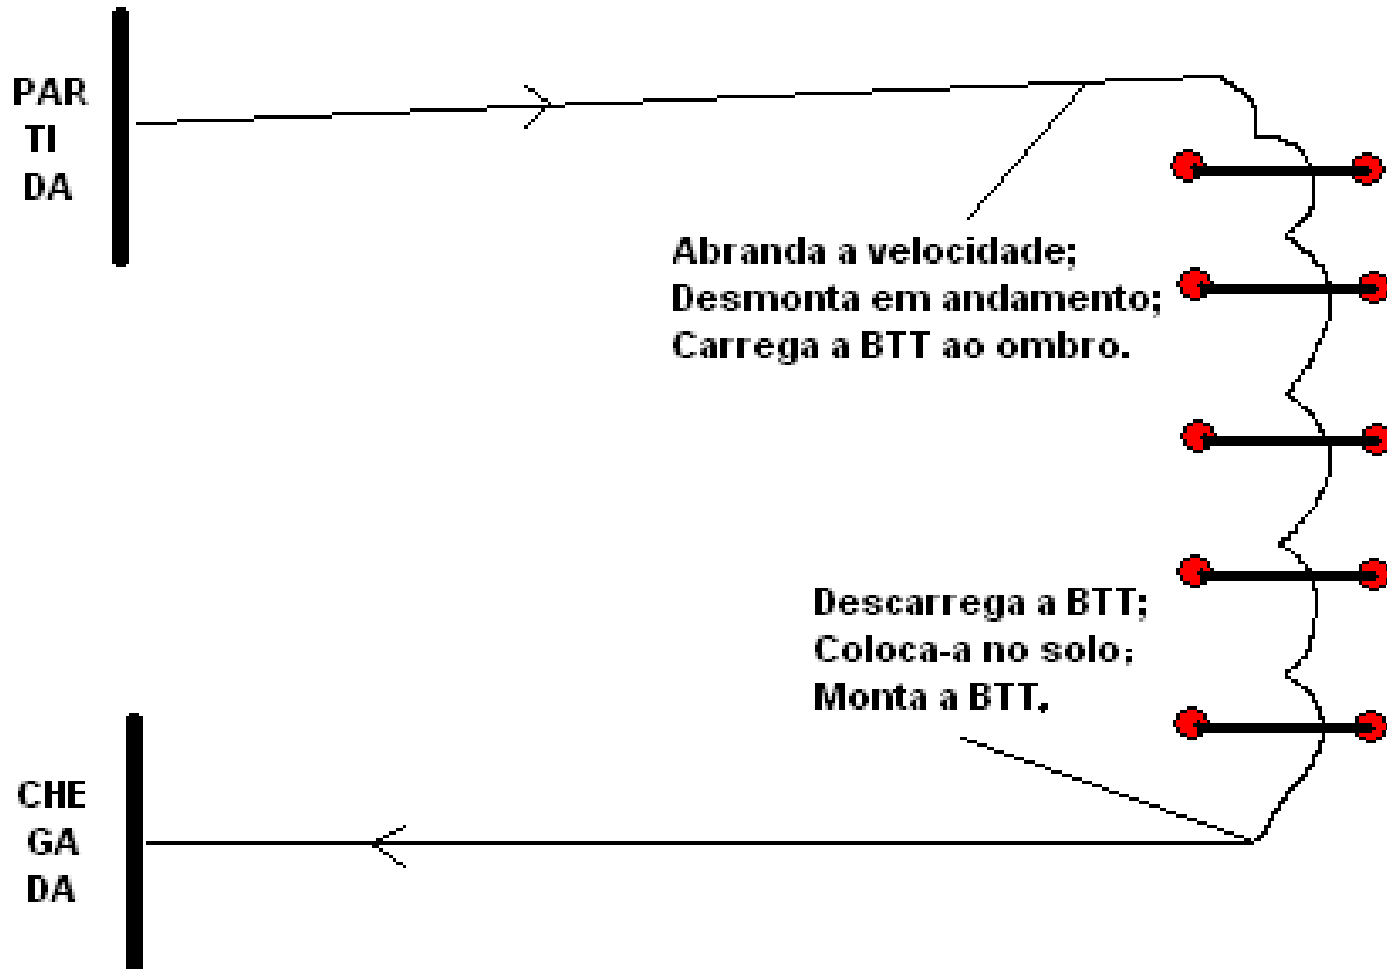 PAR
TI
DA
Abranda a velocidade;
Desmonta em andamento;
Carrega a BTT ao ombro.
Descarrega a BTT;
Coloca-a no solo;
Monta a BTT.
CHE
GA
DA